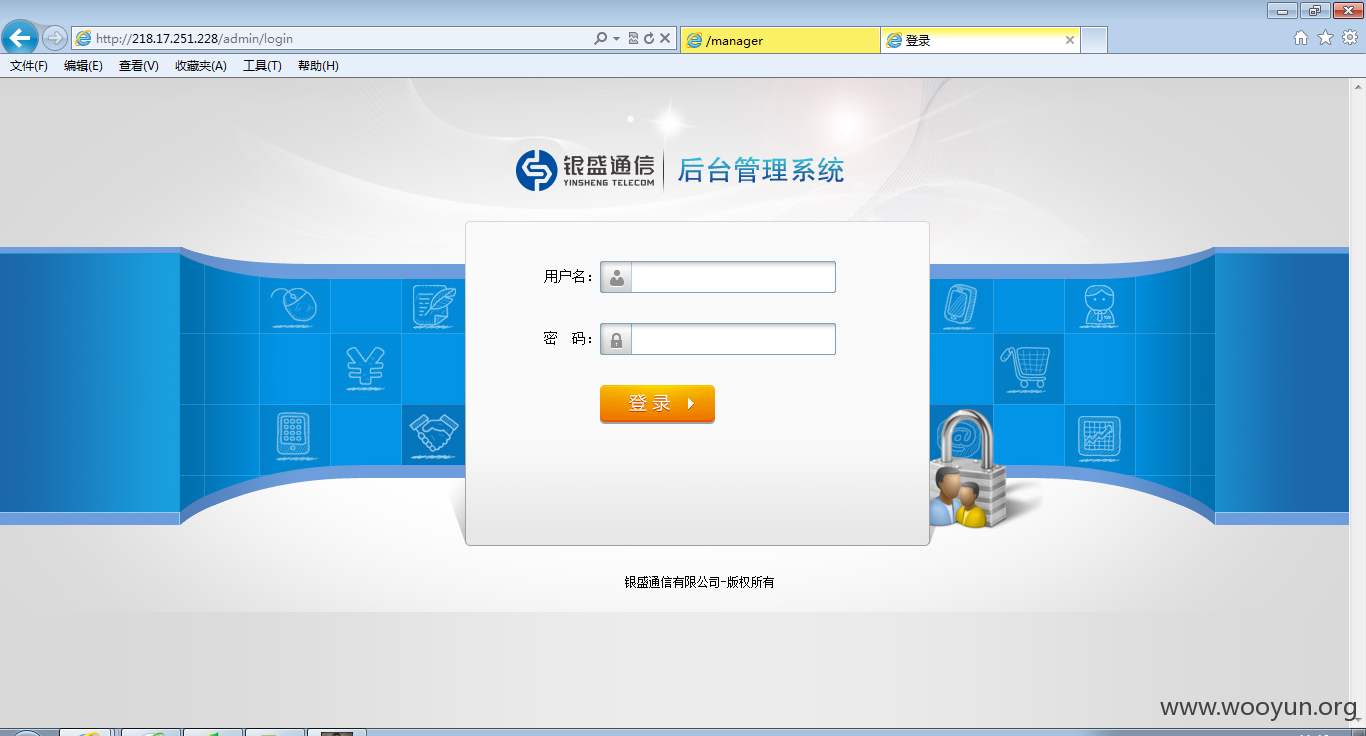 http://218.17.251.228/admin/login
/manager
登录
文件(F) 编辑(E) 查看(V) 收藏夹(A) 工具(T) 帮助(H)
银盛通信
YINSHENG TELECOM
后台管理系统
用户名：
密 码：
登 录
银盛通信有限公司-版权所有
www.wooyun.org